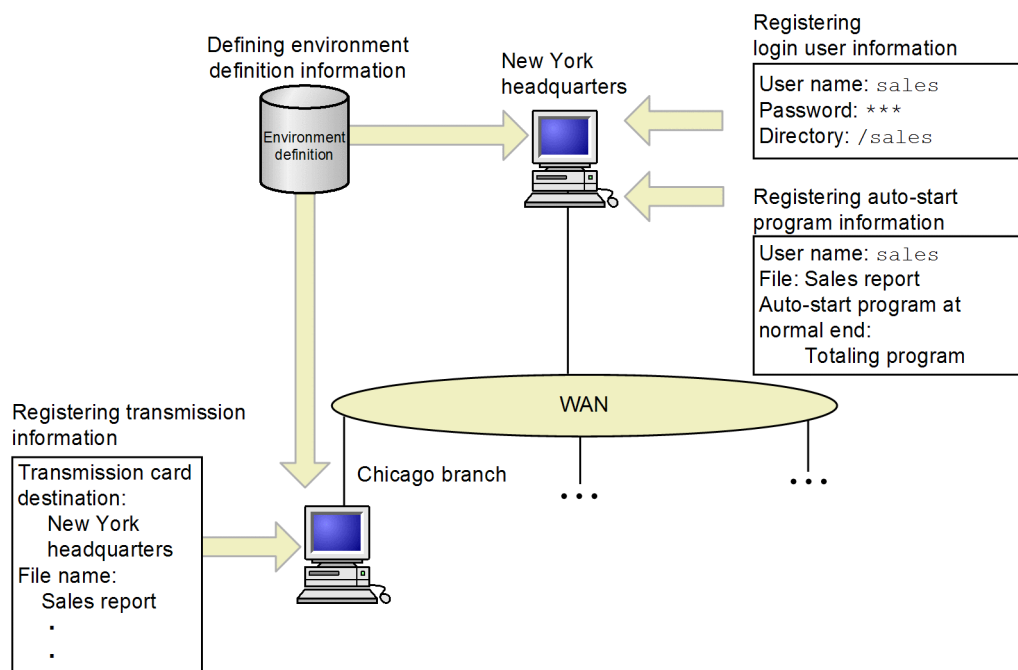 Defining environment
definition information
Environment
definition
New York
headquarters
Registering
login user information
User name: sales
Password: ***
Directory: /sales
Registering auto-start
program information
User name: sales
File: Sales report
Auto-start program at
normal end:
Totaling program
WAN
Registering transmission
information
Transmission card
destination:
New York
headquarters
File name:
Sales report
.
.
Chicago branch
...
...